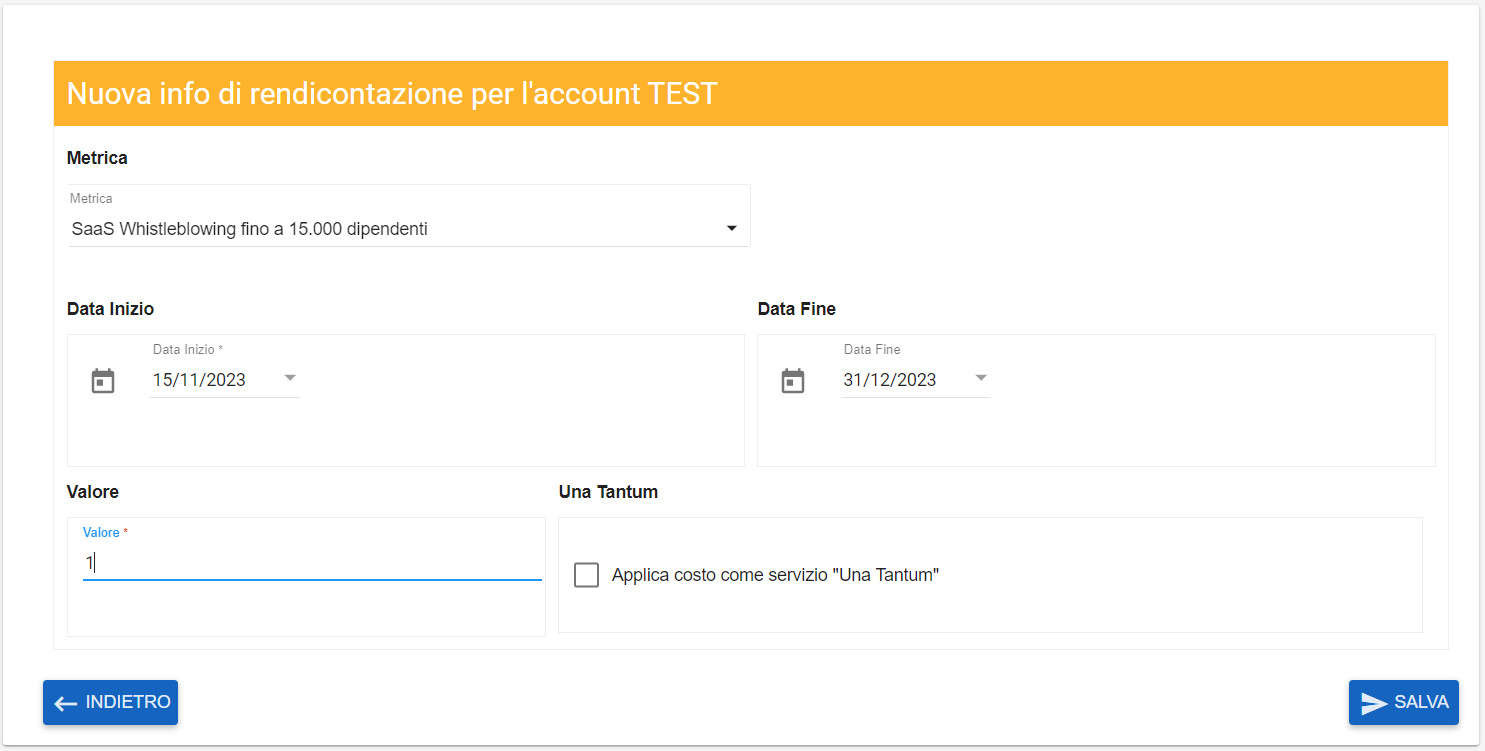 Nuova info di rendicontazione per l'account TEST
Metrica
Metrica
SaaS Whistleblowing fino a 15.000 dipendenti
Data Inizio
Data Fine
Data Inizio *
Data Fine
15/11/2023
31/12/2023
Valore
Una Tantum
Valore *
1
Applica costo come servizio "Una Tantum"
INDIETRO
SALVA